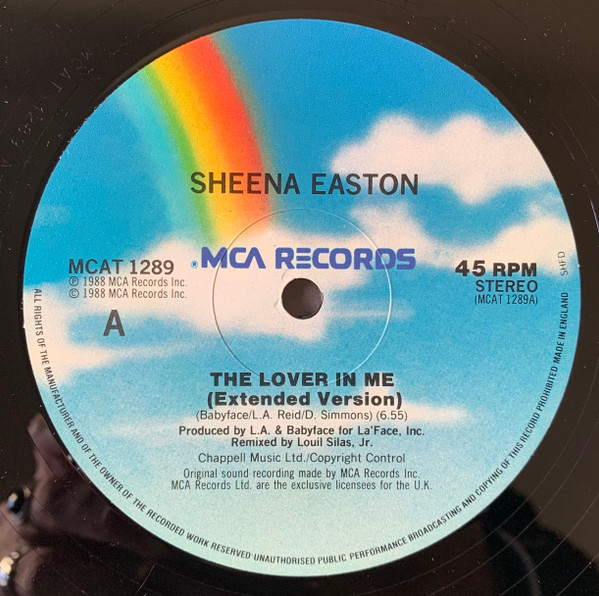 SHEENA EASTON
®MCA RECORDS
MCAT 1289
℗ 1988 MCA Records Inc.
© 1988 MCA Records Inc.
A
45 RPM
STEREO
(MCAT 1289A)
SHFD
THE LOVER IN ME
(Extended Version)
(Babyface/L.A. Reid/D. Simmons) (6.55)
Produced by L.A. & Babyface for La'Face, Inc.
Remixed by Louil Silas, Jr.
Chappell Music Ltd./Copyright Control
Original sound recording made by MCA Records Inc.
MCA Records Ltd. are the exclusive licensees for the U.K.
ALL RIGHTS OF THE MANUFACTURER AND OF THE OWNER OF THE RECORDED WORK RESERVED·UNAUTHORISED PUBLIC PERFORMANCE BROADCASTING AND COPYING OF THIS RECORD PROHIBITED MADE IN ENGLAND
MCAT 1289 A